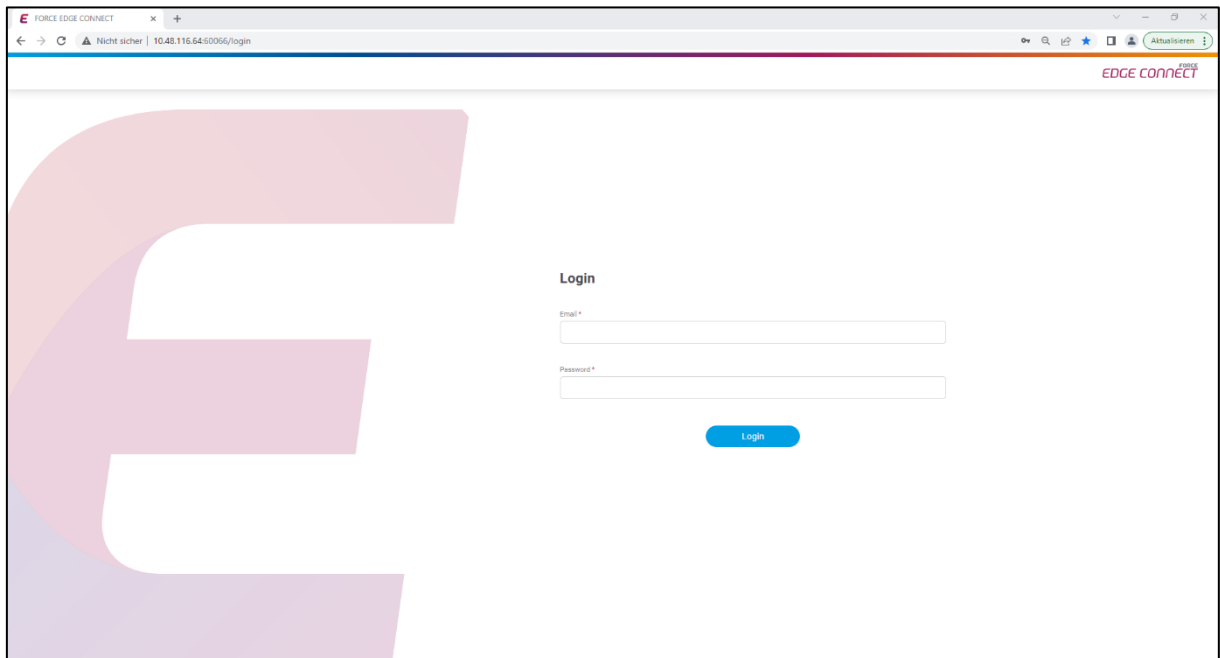 E FORCE EDGE CONNECT
Nicht sicher | 10.48.116.64:60066/login
Aktualisieren
FORCE
EDGE CONNECT
Login
Email *
Password *
Login